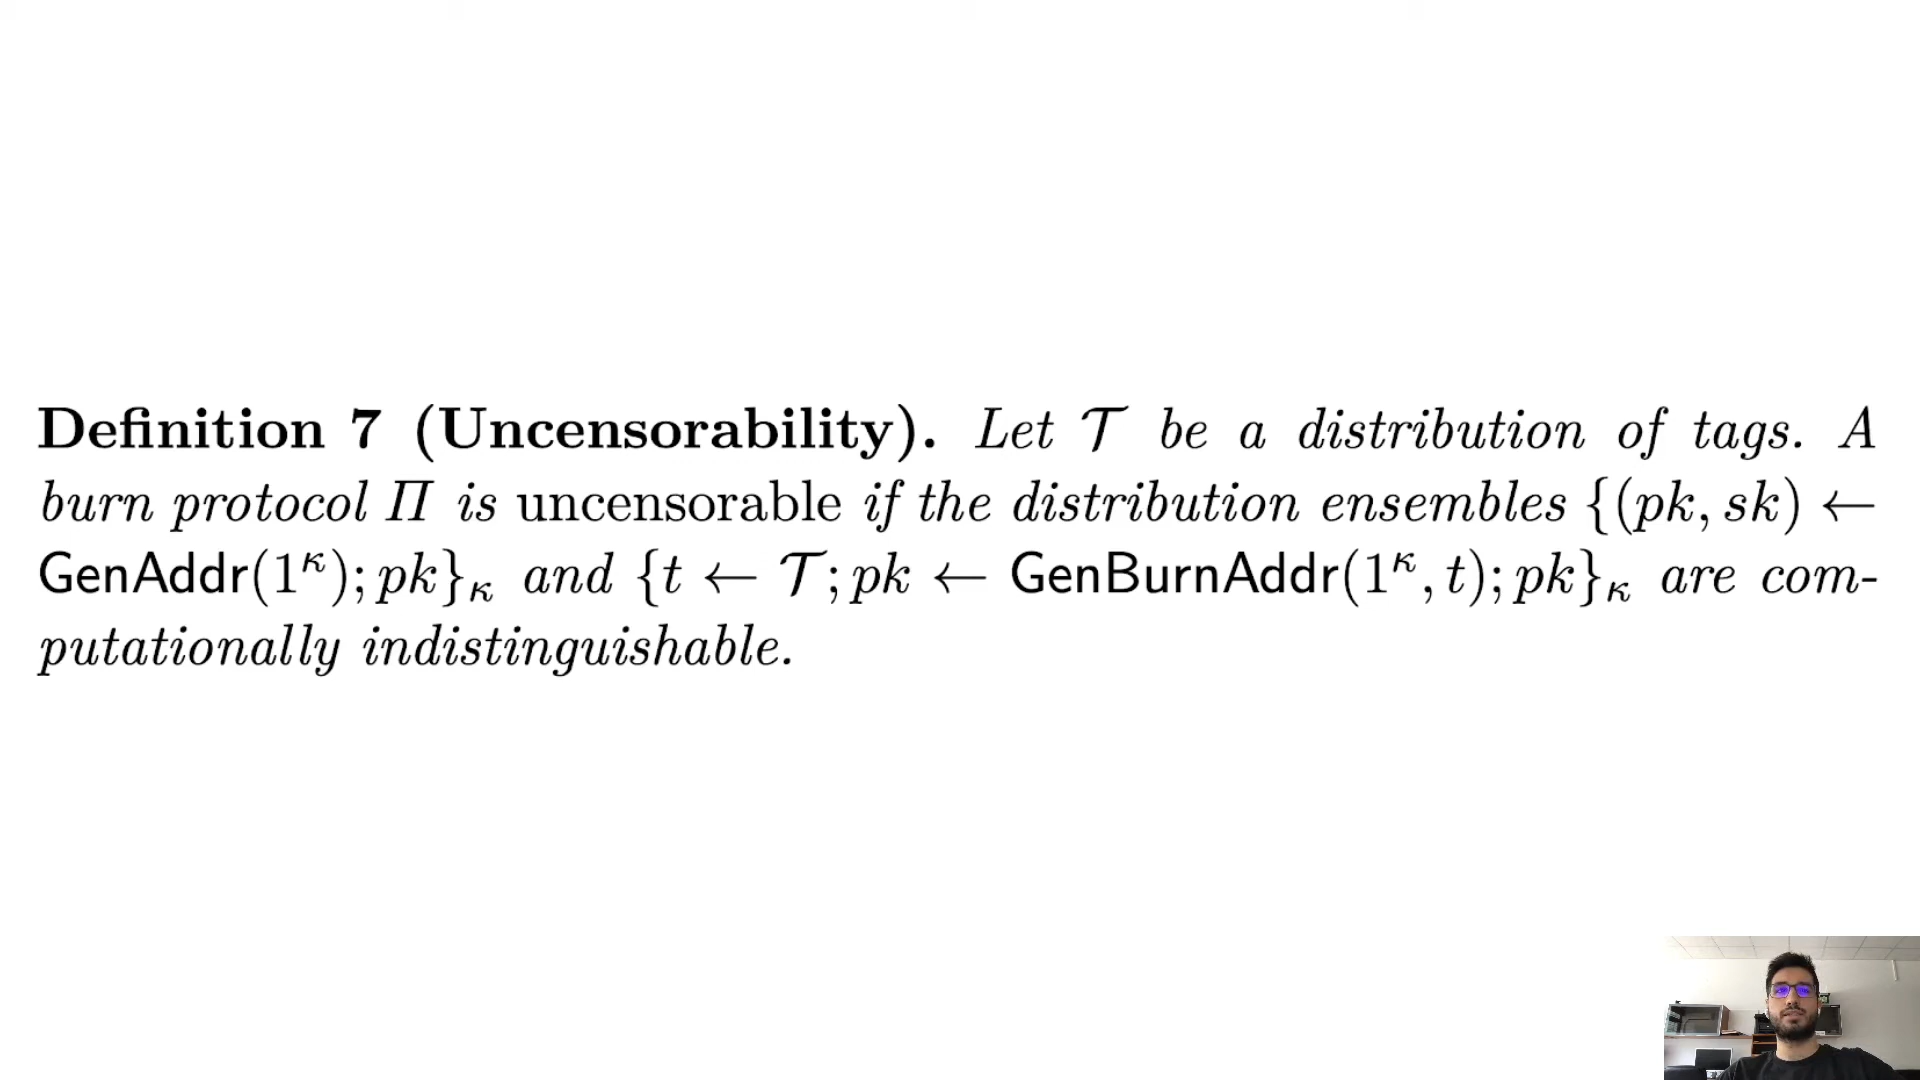 Definition 7 (Uncensorability). Let 𝒯 be a distribution of tags. A
burn protocol Π is uncensorable if the distribution ensembles {(pk, sk) ←
GenAddr(1^κ); pk}_κ and {t ← 𝒯; pk ← GenBurnAddr(1^κ, t); pk}_κ are com-
putationally indistinguishable.